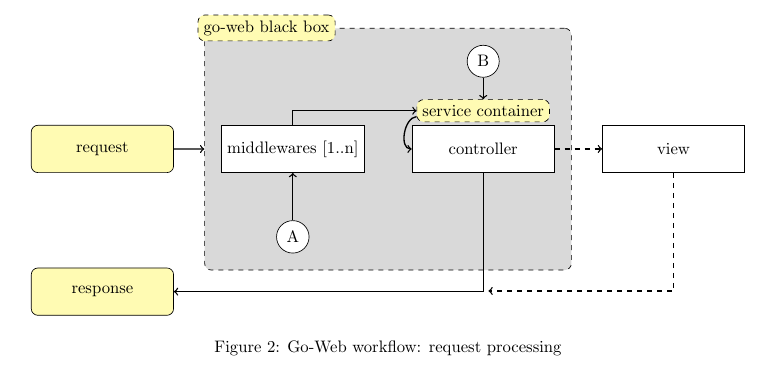 go-web black box
B
service container
request
middlewares [1..n]
controller
view
A
response
Figure 2: Go-Web workflow: request processing